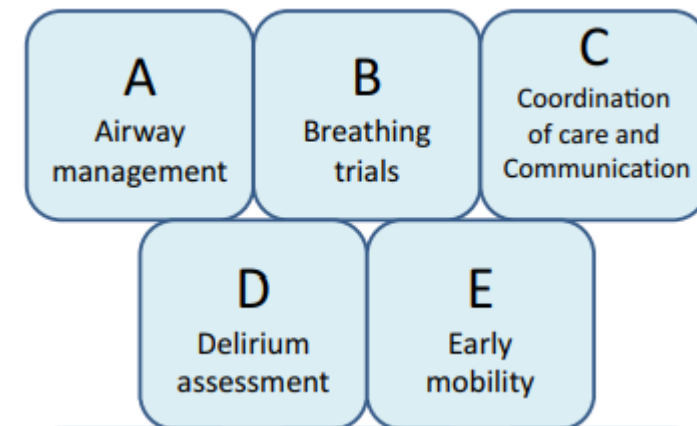 A
Airway
management
B
Breathing
trials
C
Coordination
of care and
Communication
D
Delirium
assessment
E
Early
mobility